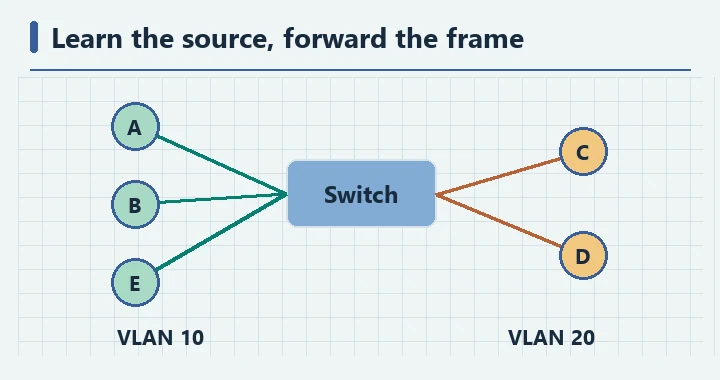 Learn the source, forward the frame
A
B
E
Switch
C
D
VLAN 10
VLAN 20